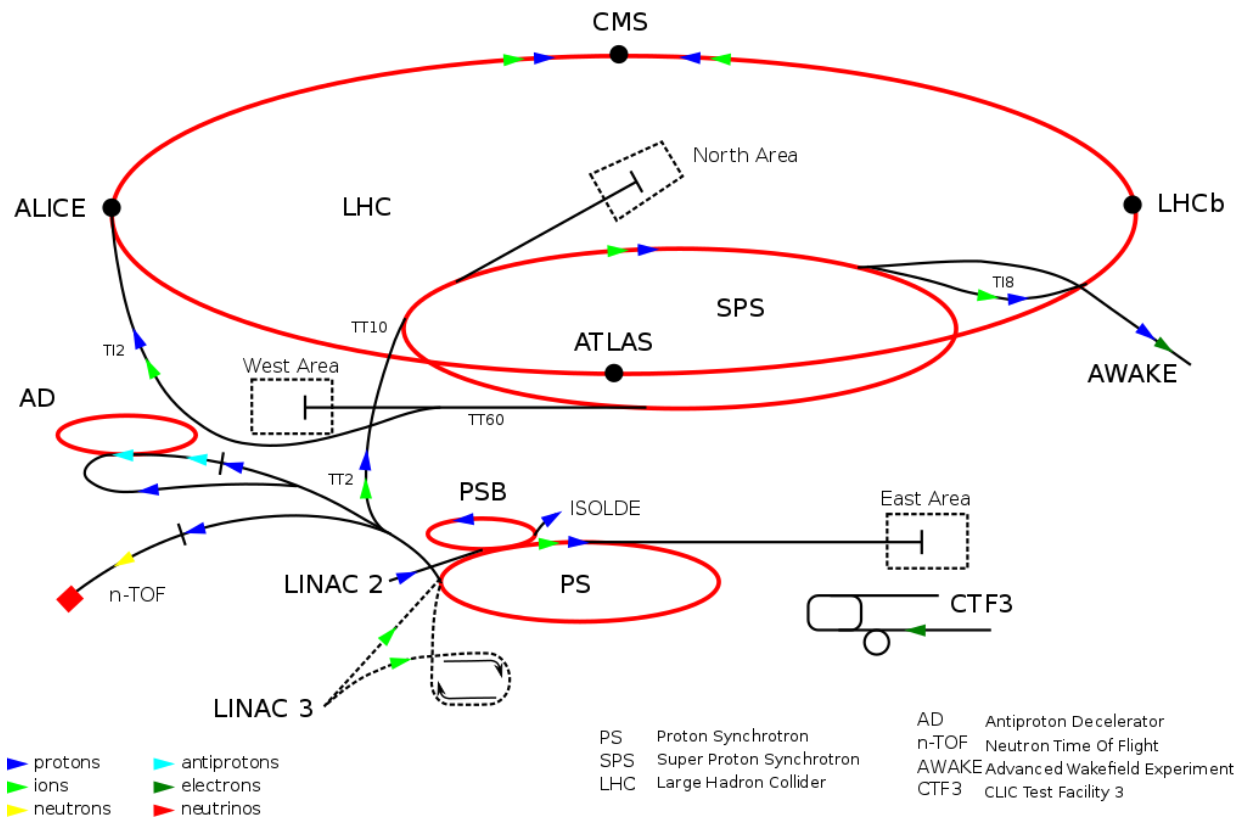 CMS
North Area
ALICE
LHC
LHCb
TI8
SPS
TT10
ATLAS
TI2
West Area
AWAKE
AD
TT60
TT2
PSB
ISOLDE
East Area
LINAC 2
PS
n-TOF
CTF3
LINAC 3
protons
ions
neutrons
antiprotons
electrons
neutrinos
PS Proton Synchrotron
SPS Super Proton Synchrotron
LHC Large Hadron Collider
AD Antiproton Decelerator
n-TOF Neutron Time Of Flight
AWAKE Advanced Wakefield Experiment
CTF3 CLIC Test Facility 3